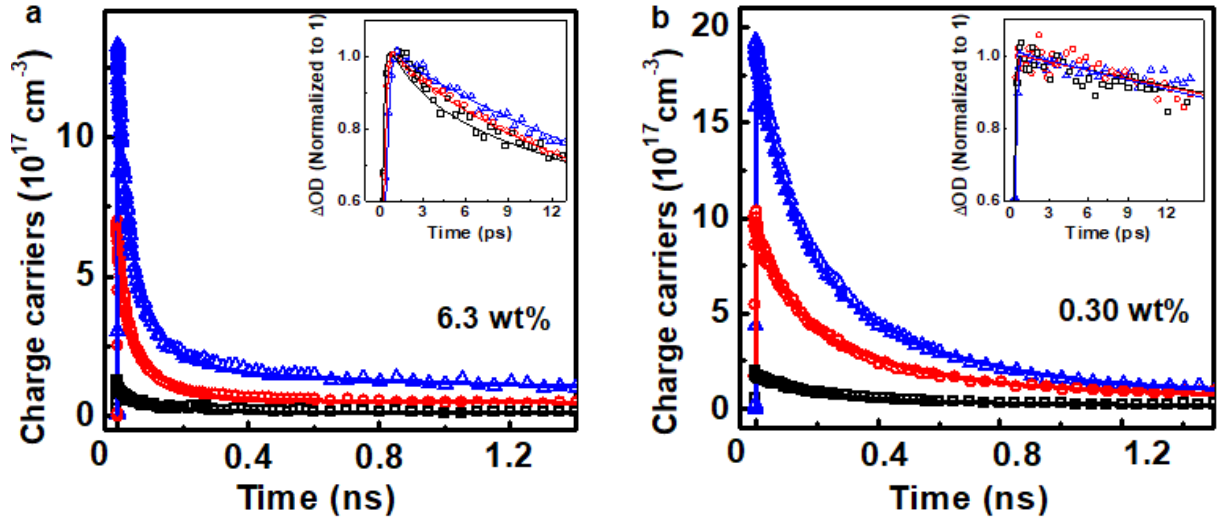 a
Charge carriers (10¹⁷ cm⁻³)
10
5
0
0
0.4
0.8
1.2
Time (ns)
6.3 wt%
ΔOD (Normalized to 1)
1.0
0.8
0.6
0
3
6
9
12
Time (ps)
b
Charge carriers (10¹⁷ cm⁻³)
20
15
10
5
0
0
0.4
0.8
1.2
Time (ns)
0.30 wt%
ΔOD (Normalized to 1)
1.0
0.8
0.6
0
3
6
9
12
Time (ps)